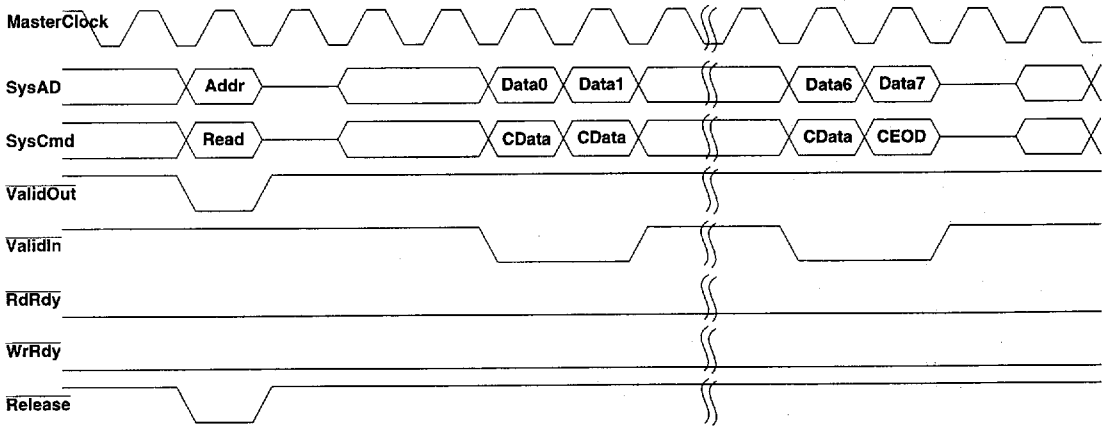 MasterClock
SysAD Addr Data0 Data1 Data6 Data7
SysCmd Read CData CData CData CEOD
ValidOut
ValidIn
RdRdy
WrRdy
Release